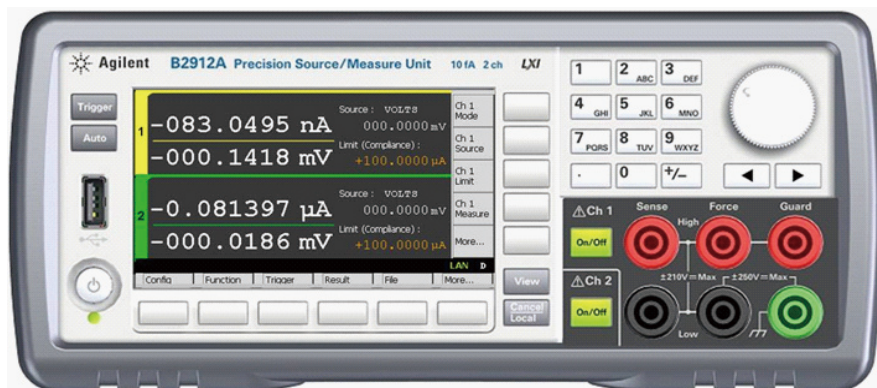 Agilent B2912A Precision Source/Measure Unit 10 fA 2 ch LXI
Trigger
Auto
1
-083.0495 nA
-000.1418 mV
Source : VOLTS
000.0000 mV
Limit (Compliance) :
+100.0000 µA
Ch 1
Mode
Ch 1
Source
Ch 1
Limit
2
-0.081397 µA
-000.0186 mV
Source : VOLTS
000.0000 mV
Limit (Compliance) :
+100.0000 µA
Ch 1
Measure
More...
LAN D
Config Function Trigger Result File More...
View
Cancel
Local
1 2 ABC 3 DEF
4 GHI 5 JKL 6 MNO
7 PQRS 8 TUV 9 WXYZ
. 0 +/–
Ch 1 Sense Force Guard
High
On/Off
±210V Max ±250V Max
Ch 2
On/Off
Low